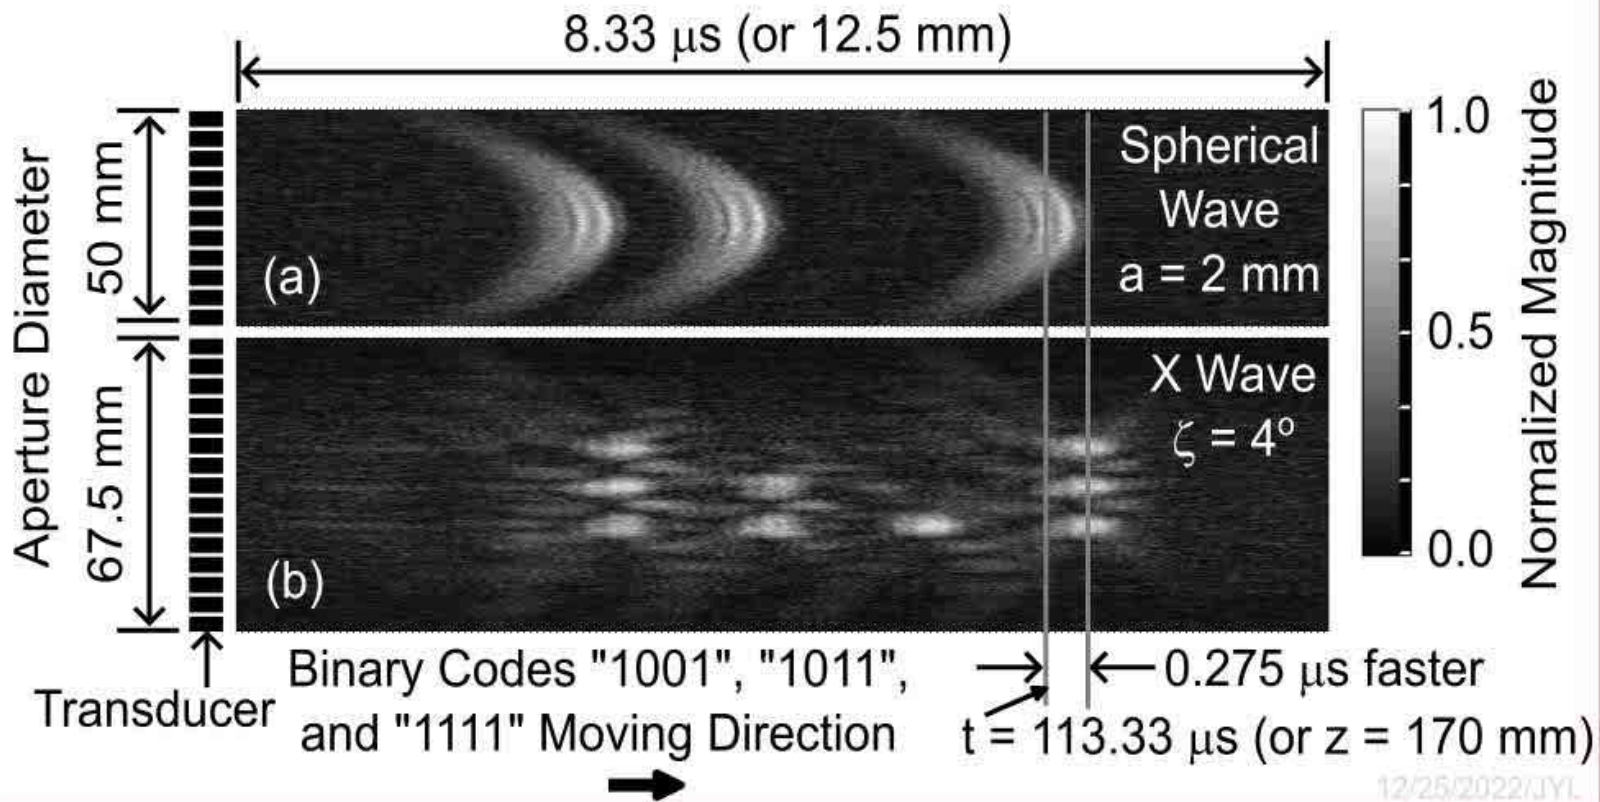 8.33 μs (or 12.5 mm)
Aperture Diameter
50 mm
67.5 mm
(a)
Spherical
Wave
a = 2 mm
(b)
X Wave
ζ = 4º
1.0
0.5
0.0
Normalized Magnitude
Transducer
Binary Codes "1001", "1011",
and "1111" Moving Direction
0.275 μs faster
t = 113.33 μs (or z = 170 mm)
12/25/2022/JYL